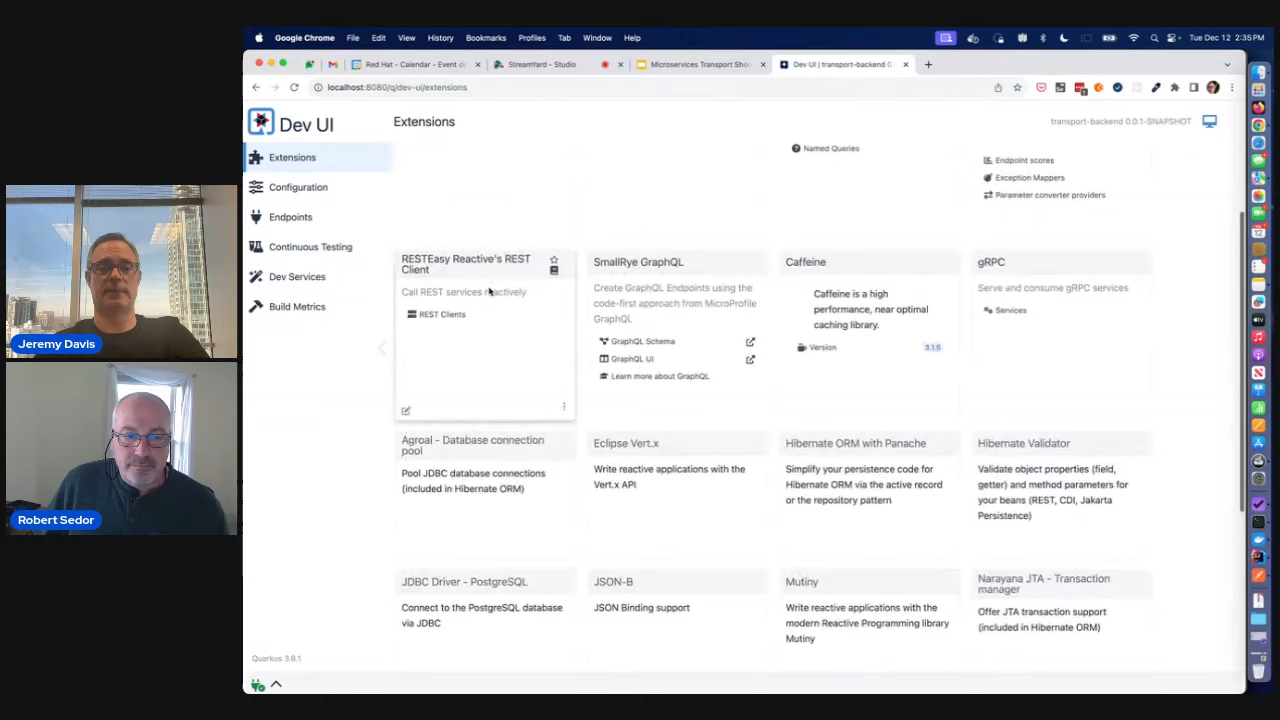 Google Chrome File Edit View History Bookmarks Profiles Tab Window Help
Tue Dec 12 2:35PM
Red Hat - Calendar - Event de
StreamYard - Studio
Microservices Transport Shoo
Dev UI | transport-backend 0.
localhost:8080/q/dev-ui/extensions
Dev UI
Extensions
transport-backend 0.0.1-SNAPSHOT
Extensions
Configuration
Endpoints
Continuous Testing
Dev Services
Build Metrics
Named Queries
Endpoint scores
Exception Mappers
Parameter converter providers
RESTEasy Reactive's REST
Client
Call REST services reactively
REST Clients
SmallRye GraphQL
Create GraphQL Endpoints using the
code-first approach from MicroProfile
GraphQL
GraphQL Schema
GraphQL UI
Learn more about GraphQL
Caffeine
Caffeine is a high
performance, near optimal
caching library.
Version
3.1.5
gRPC
Serve and consume gRPC services
Services
Agroal - Database connection
pool
Pool JDBC database connections
(included in Hibernate ORM)
Eclipse Vert.x
Write reactive applications with the
Vert.x API
Hibernate ORM with Panache
Simplify your persistence code for
Hibernate ORM via the active record
or the repository pattern
Hibernate Validator
Validate object properties (field,
getter) and method parameters for
your beans (REST, CDI, Jakarta
Persistence)
JDBC Driver - PostgreSQL
Connect to the PostgreSQL database
via JDBC
JSON-B
JSON Binding support
Mutiny
Write reactive applications with the
modern Reactive Programming library
Mutiny
Narayana JTA - Transaction
manager
Offer JTA transaction support
(included in Hibernate ORM)
Quarkus 3.6.1
Jeremy Davis
Robert Sedor